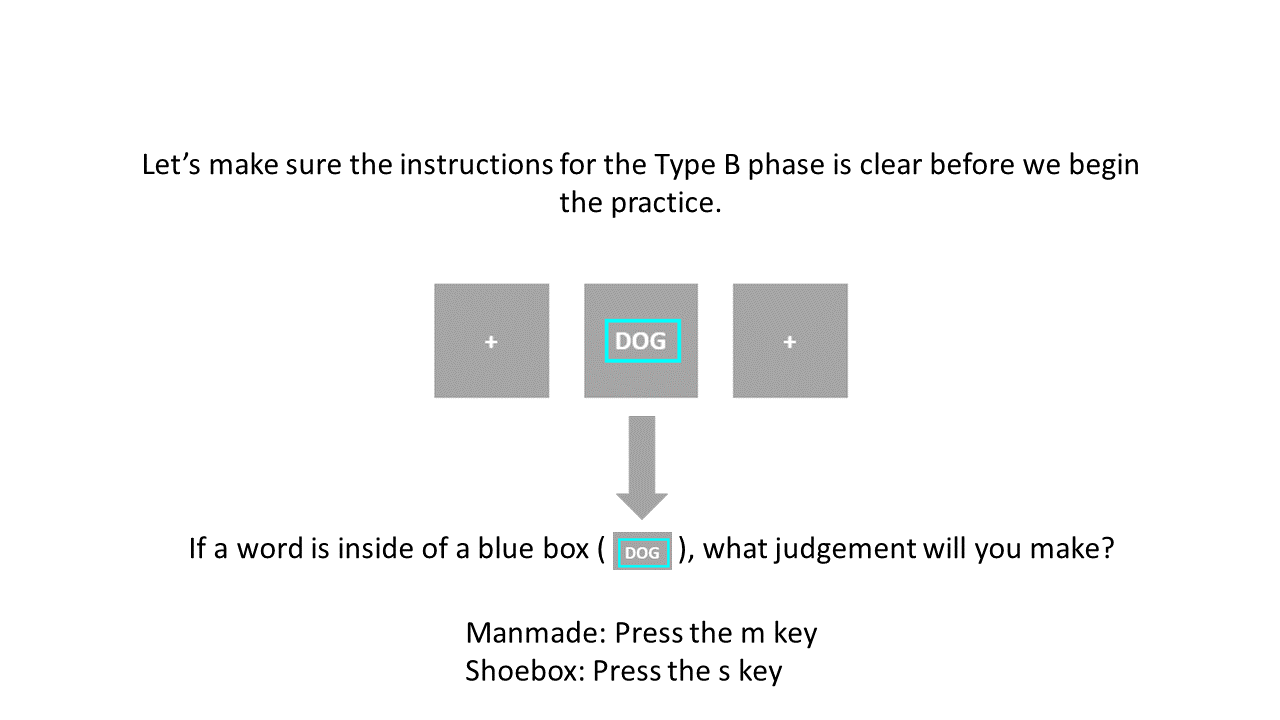 Let’s make sure the instructions for the Type B phase is clear before we begin
the practice.
+ DOG +
If a word is inside of a blue box ( DOG ), what judgement will you make?
Manmade: Press the m key
Shoebox: Press the s key